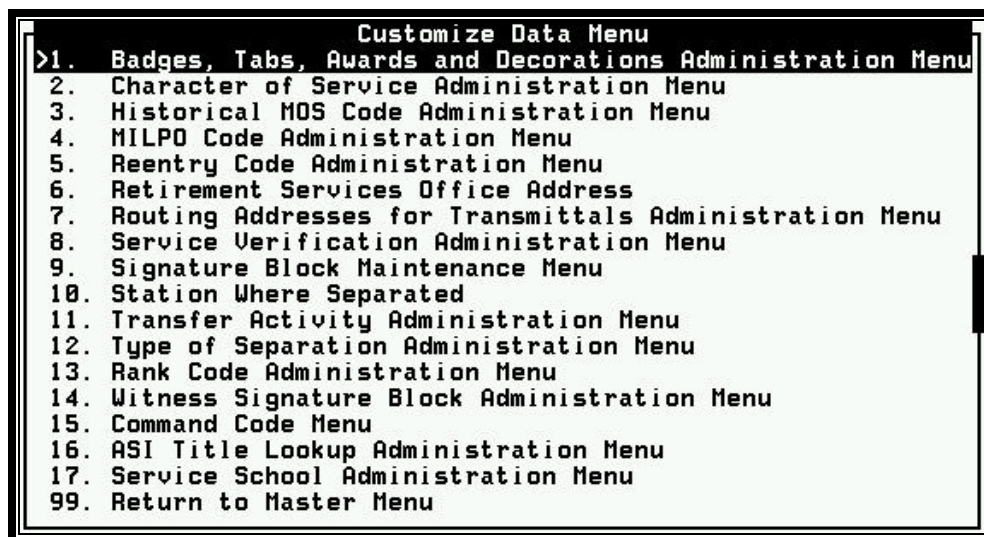 Customize Data Menu
>1. Badges, Tabs, Awards and Decorations Administration Menu
2. Character of Service Administration Menu
3. Historical MOS Code Administration Menu
4. MILPO Code Administration Menu
5. Reentry Code Administration Menu
6. Retirement Services Office Address
7. Routing Addresses for Transmittals Administration Menu
8. Service Verification Administration Menu
9. Signature Block Maintenance Menu
10. Station Where Separated
11. Transfer Activity Administration Menu
12. Type of Separation Administration Menu
13. Rank Code Administration Menu
14. Witness Signature Block Administration Menu
15. Command Code Menu
16. ASI Title Lookup Administration Menu
17. Service School Administration Menu
99. Return to Master Menu